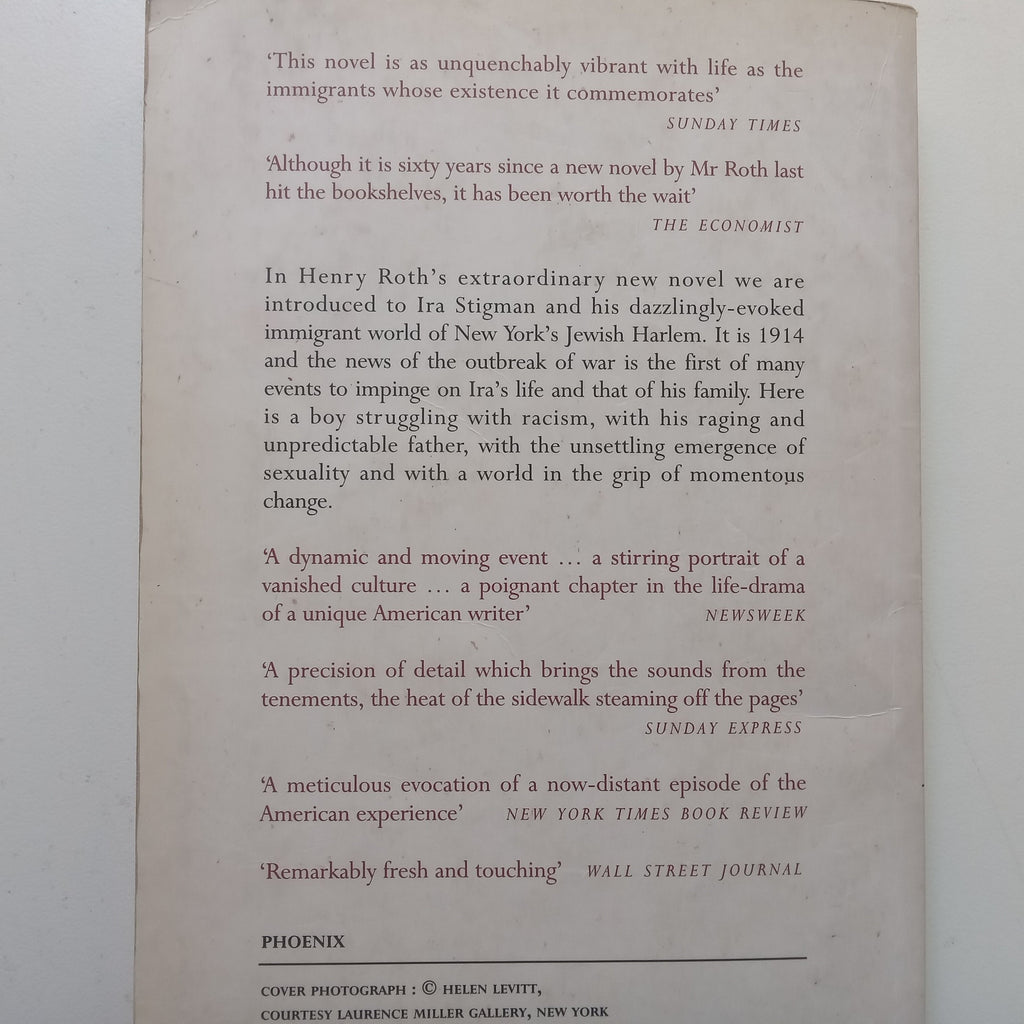 ‘This novel is as unquenchably vibrant with life as the
immigrants whose existence it commemorates’
SUNDAY TIMES
‘Although it is sixty years since a new novel by Mr Roth last
hit the bookshelves, it has been worth the wait’
THE ECONOMIST
In Henry Roth’s extraordinary new novel we are
introduced to Ira Stigman and his dazzlingly-evoked
immigrant world of New York’s Jewish Harlem. It is 1914
and the news of the outbreak of war is the first of many
events to impinge on Ira’s life and that of his family. Here
is a boy struggling with racism, with his raging and
unpredictable father, with the unsettling emergence of
sexuality and with a world in the grip of momentous
change.
‘A dynamic and moving event … a stirring portrait of a
vanished culture … a poignant chapter in the life-drama
of a unique American writer’ NEWSWEEK
‘A precision of detail which brings the sounds from the
tenements, the heat of the sidewalk steaming off the pages’
SUNDAY EXPRESS
‘A meticulous evocation of a now-distant episode of the
American experience’ NEW YORK TIMES BOOK REVIEW
‘Remarkably fresh and touching’ WALL STREET JOURNAL
PHOENIX
COVER PHOTOGRAPH : © HELEN LEVITT,
COURTESY LAURENCE MILLER GALLERY, NEW YORK